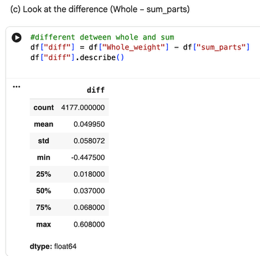 (c) Look at the difference (Whole - sum_parts)
#different detween whole and sum
df["diff"] = df["Whole_weight"] - df["sum_parts"]
df["diff"].describe()
...
diff
count 4177.000000
mean 0.049950
std 0.058072
min -0.447500
25% 0.018000
50% 0.037000
75% 0.068000
max 0.608000
dtype: float64